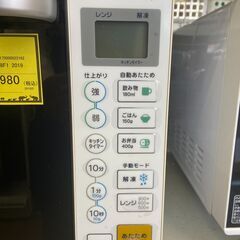 レンジ 解凍
キッチンタイマー
仕上がり
自動あたため
強
飲み物
180ml
弱
ごはん
150g
キッチン
タイマー
お弁当
400g
手動モード
10分
解凍
1分
100g
レンジ
10秒
10g
あたため
980
2019